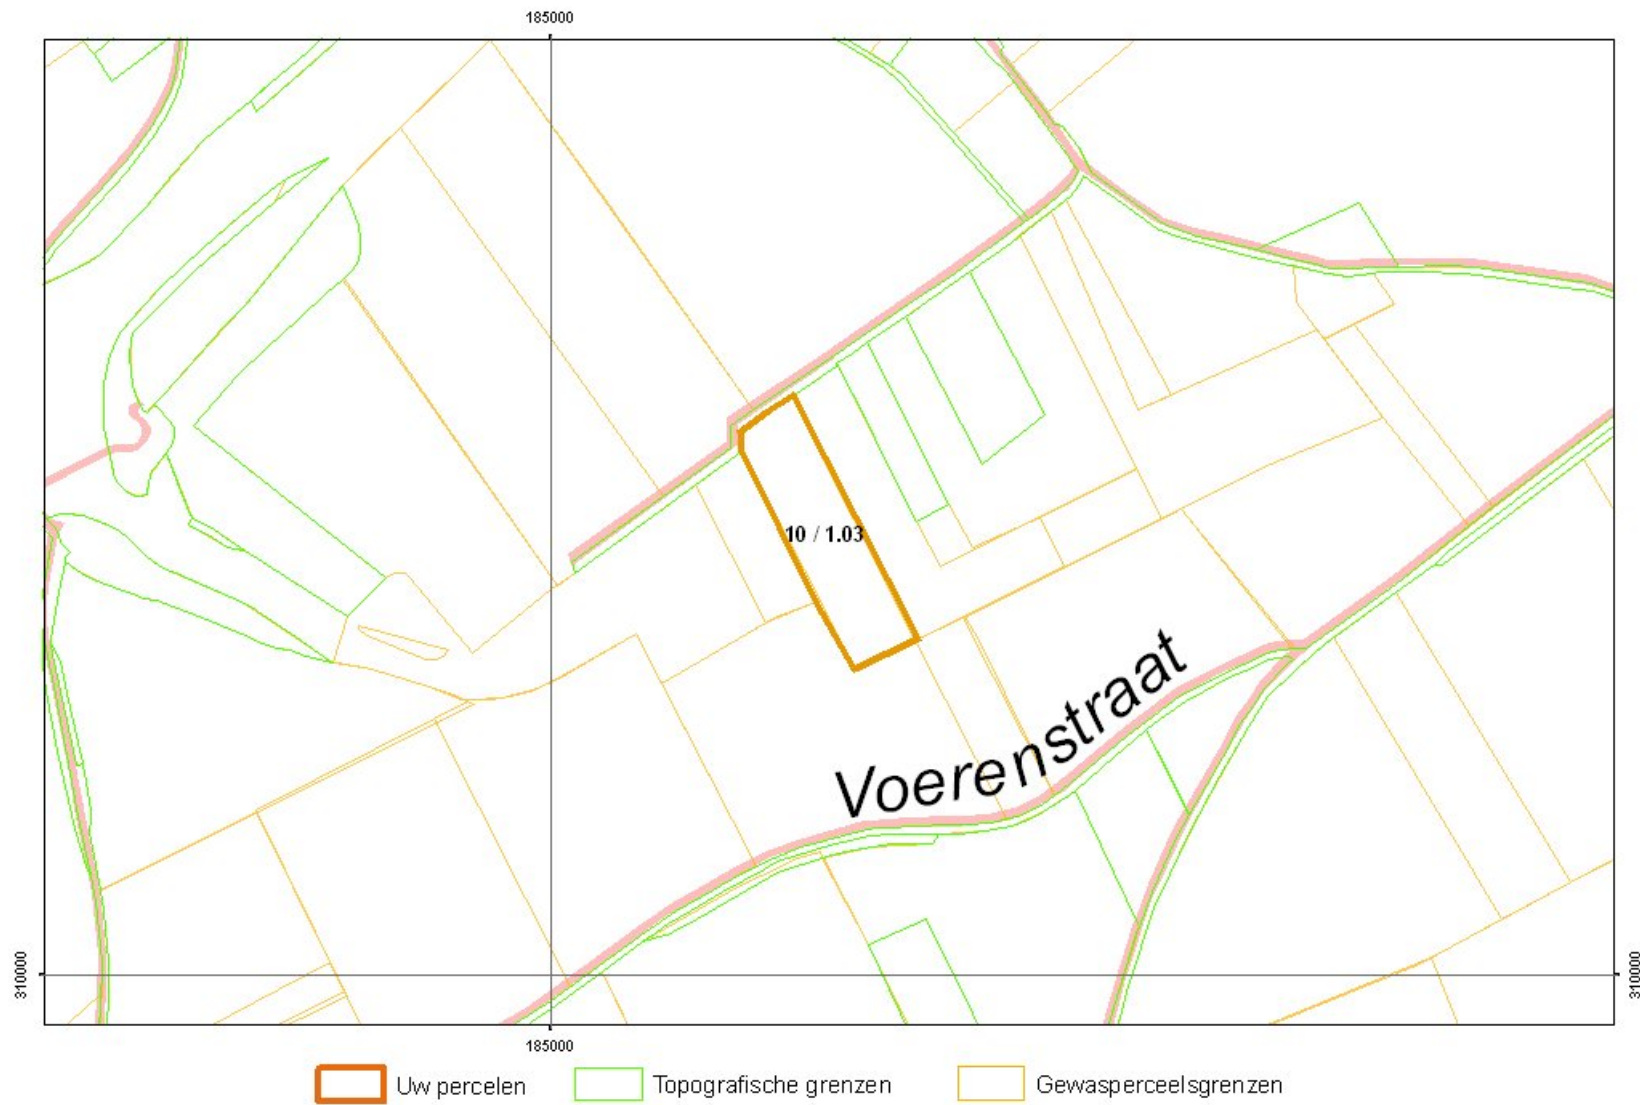 185000
10 / 1.03
Voerenstraat
310000
310000
185000
Uw percelen
Topografische grenzen
Gewasperceelsgrenzen